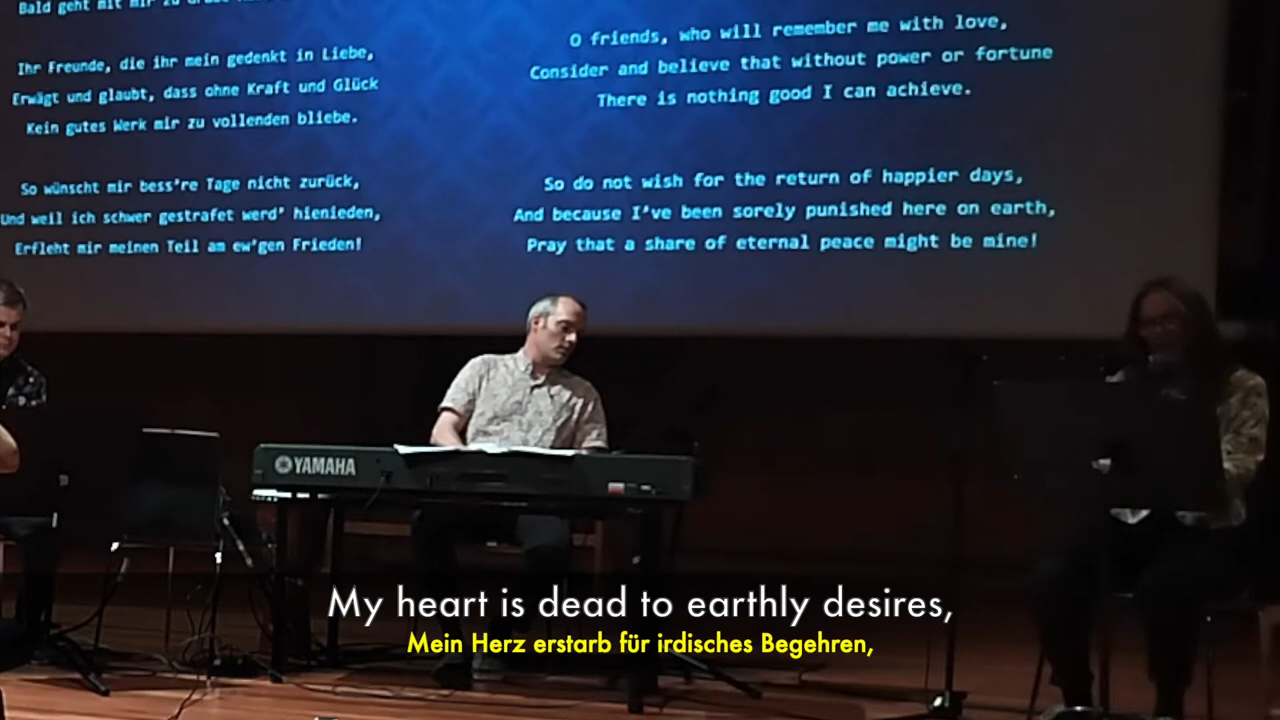 Bald geht mit mir zu
Ihr Freunde, die ihr mein gedenkt in Liebe,
Erwägt und glaubt, dass ohne Kraft und Glück
Kein gutes Werk mir zu vollenden bliebe.
So wünscht mir bess're Tage nicht zurück,
Und weil ich schwer gestrafet werd' hienieden,
Erfleht mir meinen Teil am ew'gen Frieden!
O friends, who will remember me with love,
Consider and believe that without power or fortune
There is nothing good I can achieve.
So do not wish for the return of happier days,
And because I've been sorely punished here on earth,
Pray that a share of eternal peace might be mine!
YAMAHA
My heart is dead to earthly desires,
Mein Herz erstarb für irdisches Begehren,